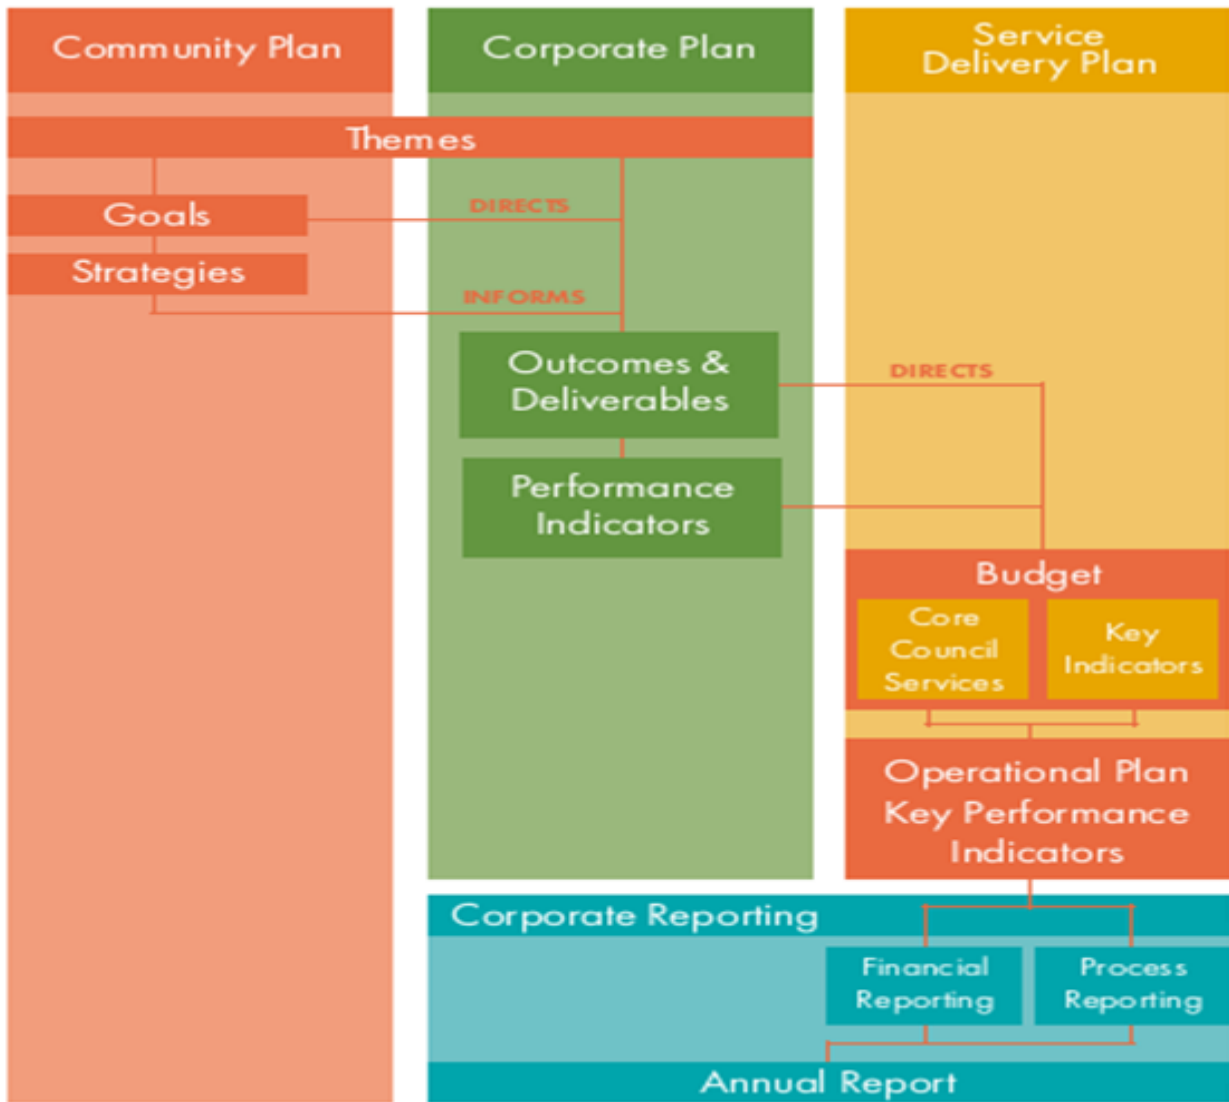 Community Plan
Corporate Plan
Service
Delivery Plan
Themes
Goals
DIRECTS
Strategies
INFORMS
Outcomes &
Deliverables
DIRECTS
Performance
Indicators
Budget
Core
Council
Services
Key
Indicators
Operational Plan
Key Performance
Indicators
Corporate Reporting
Financial
Reporting
Process
Reporting
Annual Report